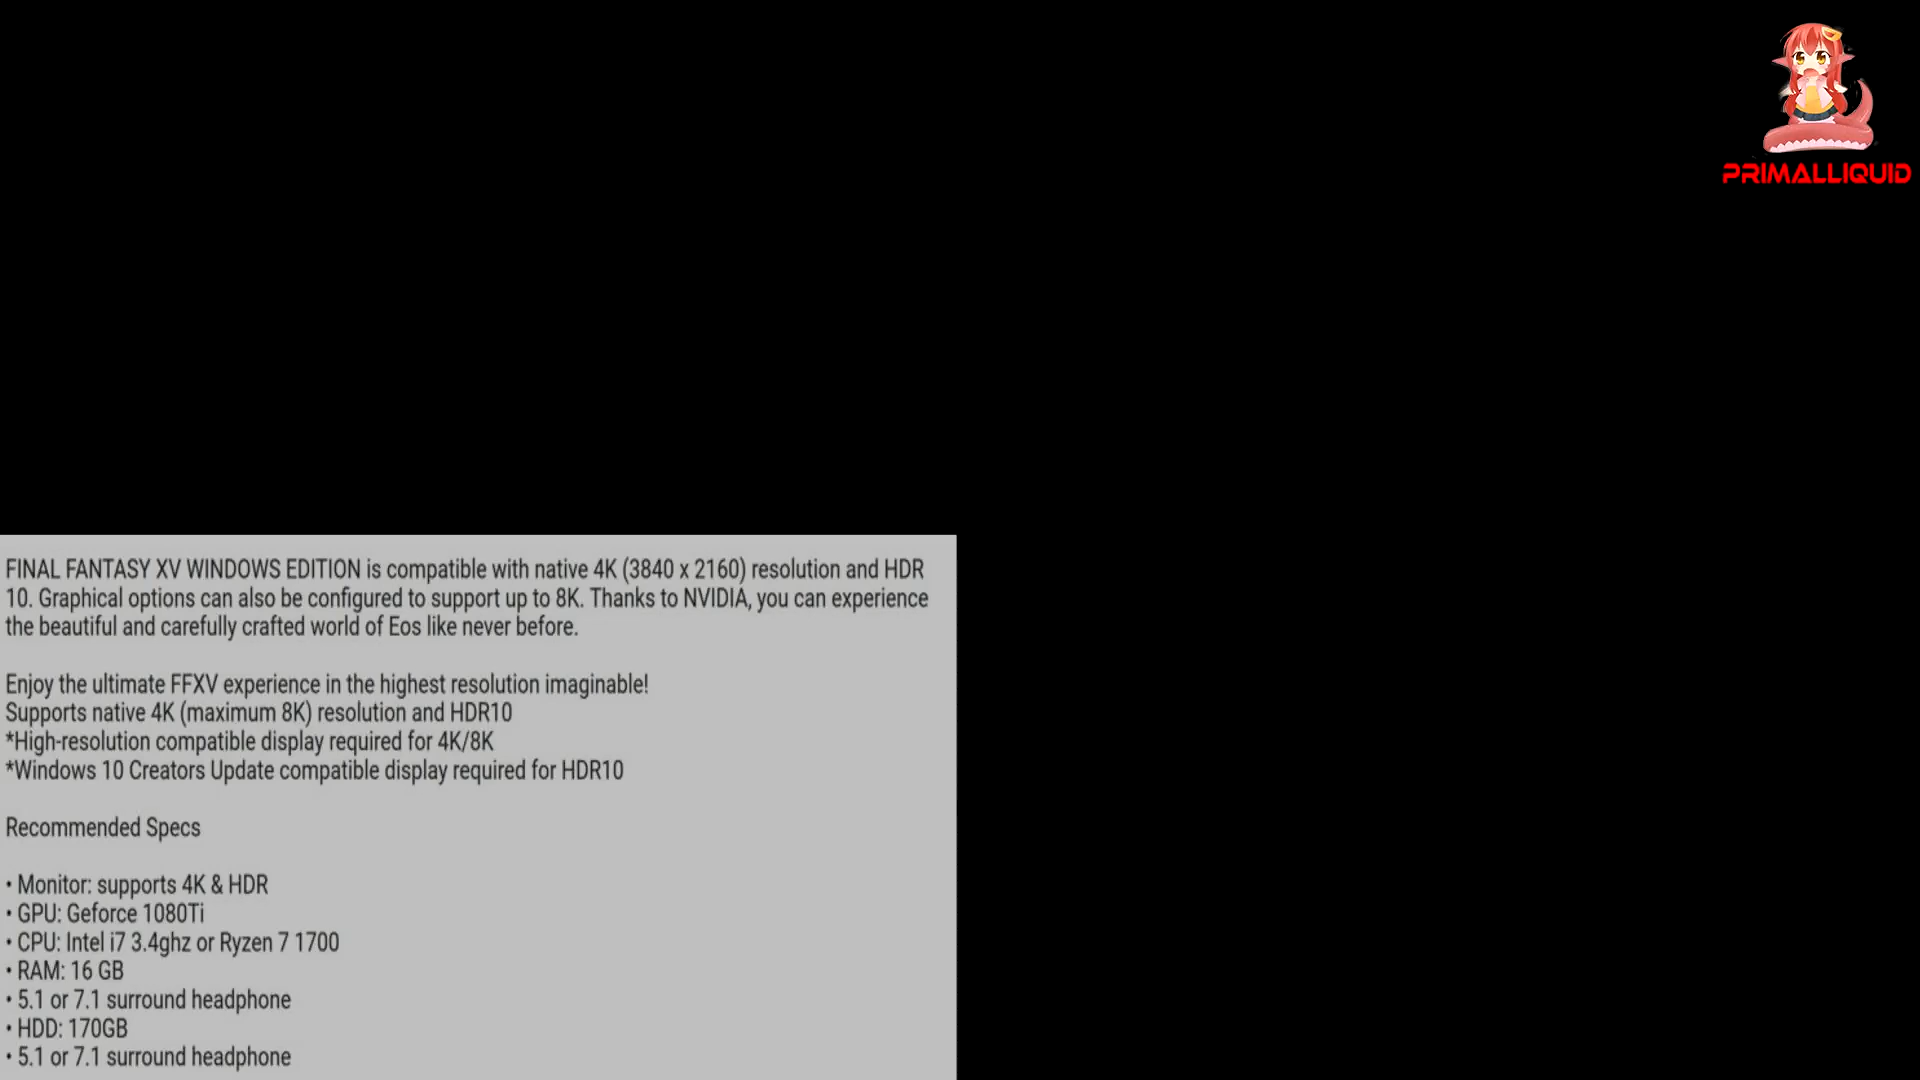 PRIMALLIQUID
FINAL FANTASY XV WINDOWS EDITION is compatible with native 4K (3840 x 2160) resolution and HDR
10. Graphical options can also be configured to support up to 8K. Thanks to NVIDIA, you can experience
the beautiful and carefully crafted world of Eos like never before.
Enjoy the ultimate FFXV experience in the highest resolution imaginable!
Supports native 4K (maximum 8K) resolution and HDR10
*High-resolution compatible display required for 4K/8K
*Windows 10 Creators Update compatible display required for HDR10
Recommended Specs
• Monitor: supports 4K & HDR
• GPU: Geforce 1080Ti
• CPU: Intel i7 3.4ghz or Ryzen 7 1700
• RAM: 16 GB
• 5.1 or 7.1 surround headphone
• HDD: 170GB
• 5.1 or 7.1 surround headphone